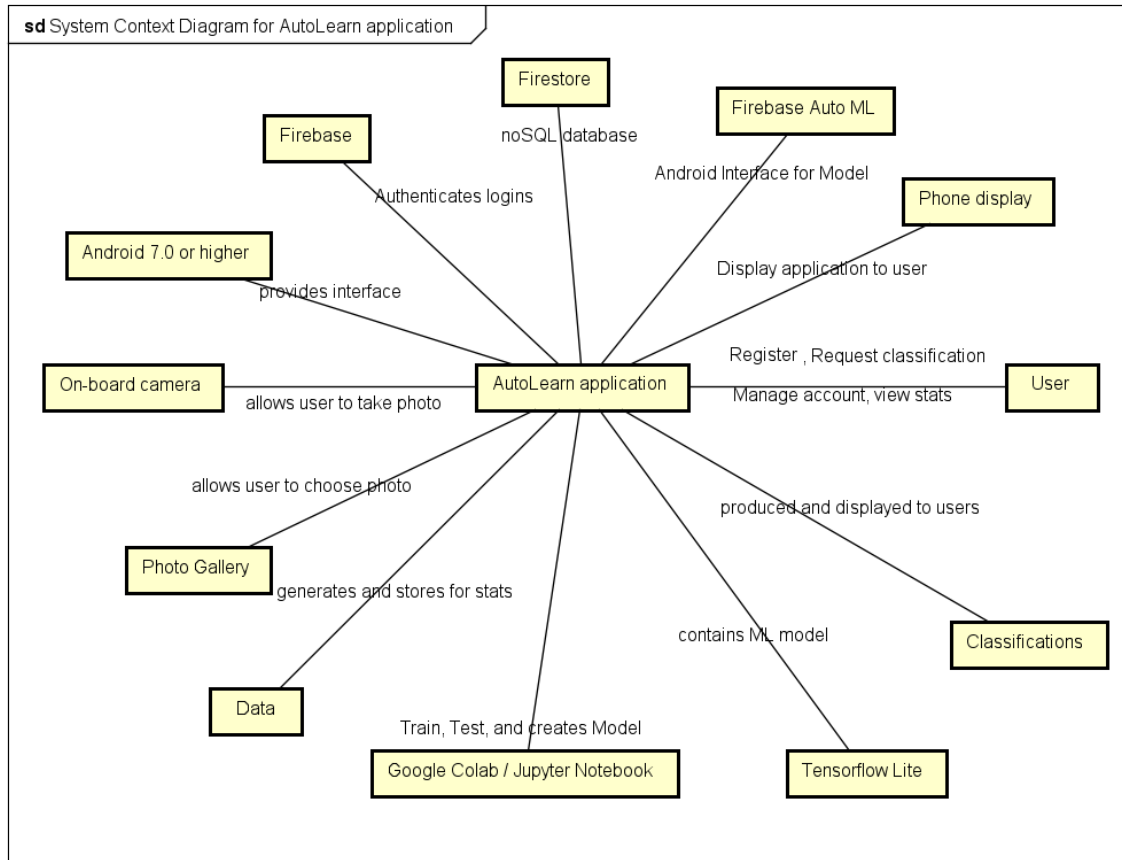 sd System Context Diagram for AutoLearn application
Firestore
Firebase Auto ML
Firebase
noSQL database
Android Interface for Model
Authenticates logins
Phone display
Android 7.0 or higher
Display application to user
provides interface
Register , Request classification
On-board camera
AutoLearn application
User
allows user to take photo
Manage account, view stats
allows user to choose photo
produced and displayed to users
Photo Gallery
generates and stores for stats
contains ML model
Classifications
Data
Train, Test, and creates Model
Google Colab / Jupyter Notebook
Tensorflow Lite